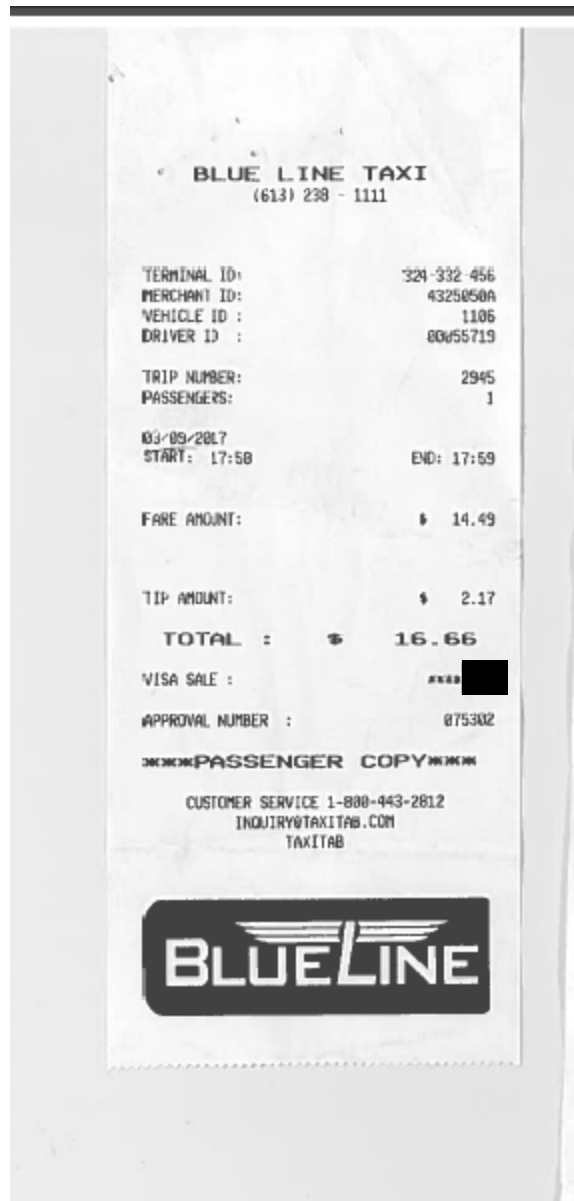 BLUE LINE TAXI
(613) 238 - 1111
TERMINAL ID: 324-332-456
MERCHANT ID: 4325050A
VEHICLE ID : 1106
DRIVER ID :
TRIP NUMBER: 2945
PASSENGERS: 1
03/09/2017
START: 17:50 END: 17:59
FARE AMOUNT: $ 14.49
TIP AMOUNT: $ 2.17
TOTAL : $ 16.66
VISA SALE : ****
APPROVAL NUMBER : 075302
***PASSENGER COPY***
CUSTOMER SERVICE 1-800-443-2812
INQUIRY@TAXITAB.COM
TAXITAB
BLUELINE